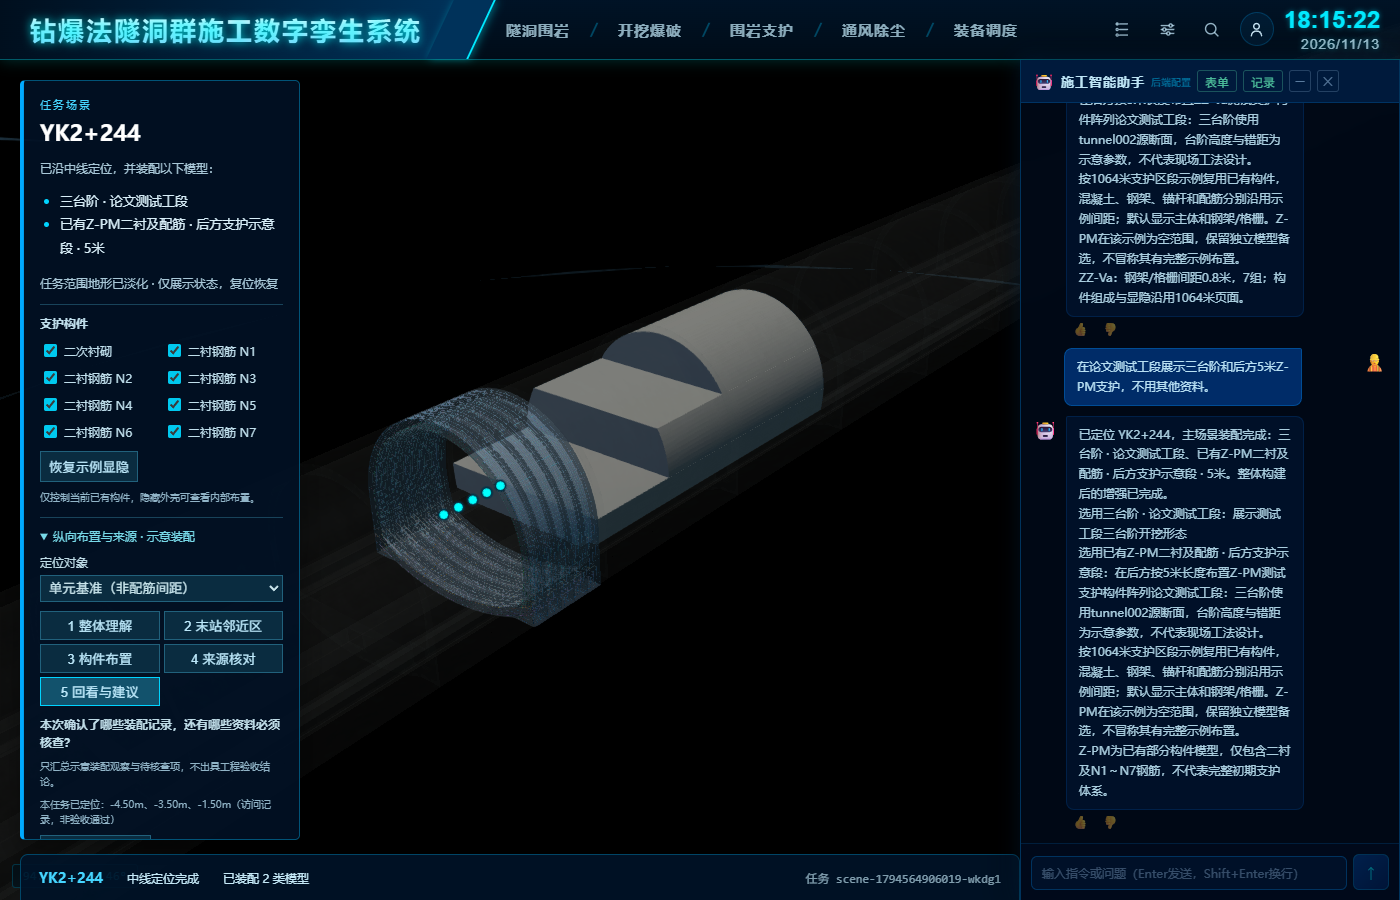 钻爆法隧洞群施工数字孪生系统
隧洞围岩 / 开挖爆破 / 围岩支护 / 通风除尘 / 装备调度
18:15:22
2026/11/13
任务场景
YK2+244
已沿中线定位，并装配以下模型：
三台阶 · 论文测试工段
已有Z-PM二衬及配筋 · 后方支护示意
段 · 5米
任务范围地形已淡化 · 仅展示状态，复位恢复
支护构件
二次衬砌
二衬钢筋 N1
二衬钢筋 N2
二衬钢筋 N3
二衬钢筋 N4
二衬钢筋 N5
二衬钢筋 N6
二衬钢筋 N7
恢复示例显隐
仅控制当前已有构件，隐藏外壳可查看内部布置。
▼ 纵向布置与来源 · 示意装配
定位对象
单元基准（非配筋间距）
1 整体理解
2 末站邻近区
3 构件布置
4 来源核对
5 回看与建议
本次确认了哪些装配记录，还有哪些资料必须
核查？
只汇总示意装配观察与待核查项，不出具工程验收结
论。
本任务已定位：-4.50m、-3.50m、-1.50m（访问记
录，非验收通过）
YK2+244
中线定位完成
已装配 2 类模型
任务 scene-1794564906019-wkdg1
施工智能助手
后端配置
表单
记录
件阵列论文测试工段：三台阶使用
tunnel002源断面，台阶高度与错距为
示意参数，不代表现场工法设计。
按1064米支护区段示例复用已有构件，
混凝土、钢架、锚杆和配筋分别沿用示
例间距；默认显示主体和钢架/格栅。Z-
PM在该示例为空范围，保留独立模型备
选，不冒称其有完整示例布置。
ZZ-Va：钢架/格栅间距0.8米，7组；构
件组成与显隐沿用1064米页面。
在论文测试工段展示三台阶和后方5米Z-
PM支护，不用其他资料。
已定位 YK2+244，主场景装配完成：三
台阶 · 论文测试工段、已有Z-PM二衬及
配筋 · 后方支护示意段 · 5米。整体构建
后的增强已完成。
选用三台阶 · 论文测试工段：展示测试
工段三台阶开挖形态
选用已有Z-PM二衬及配筋 · 后方支护示
意段：在后方按5米长度布置Z-PM测试
支护构件阵列论文测试工段：三台阶使
用tunnel002源断面，台阶高度与错距
为示意参数，不代表现场工法设计。
按1064米支护区段示例复用已有构件，
混凝土、钢架、锚杆和配筋分别沿用示
例间距；默认显示主体和钢架/格栅。Z-
PM在该示例为空范围，保留独立模型备
选，不冒称其有完整示例布置。
Z-PM为已有部分构件模型，仅包含二衬
及N1～N7钢筋，不代表完整初期支护
体系。
输入指令或问题（Enter发送，Shift+Enter换行）